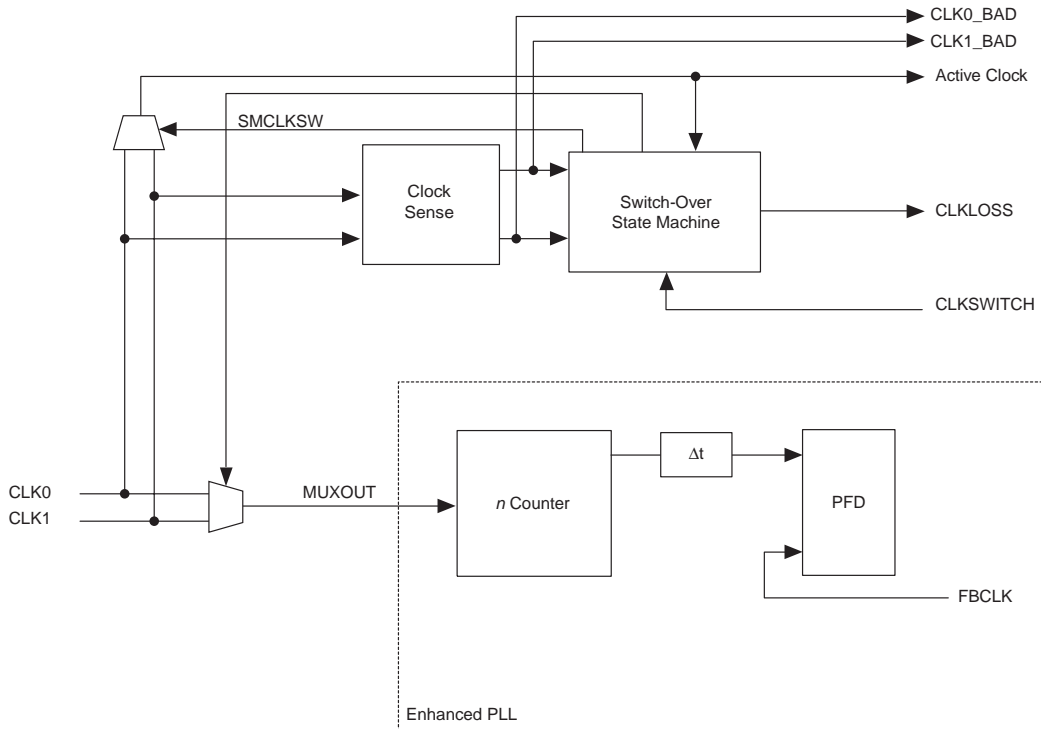 CLK0_BAD
CLK1_BAD
Active Clock
SMCLKSW
Clock
Sense
Switch-Over
State Machine
CLKLOSS
CLKSWITCH
Δt
CLK0
MUXOUT
n Counter
PFD
CLK1
FBCLK
Enhanced PLL